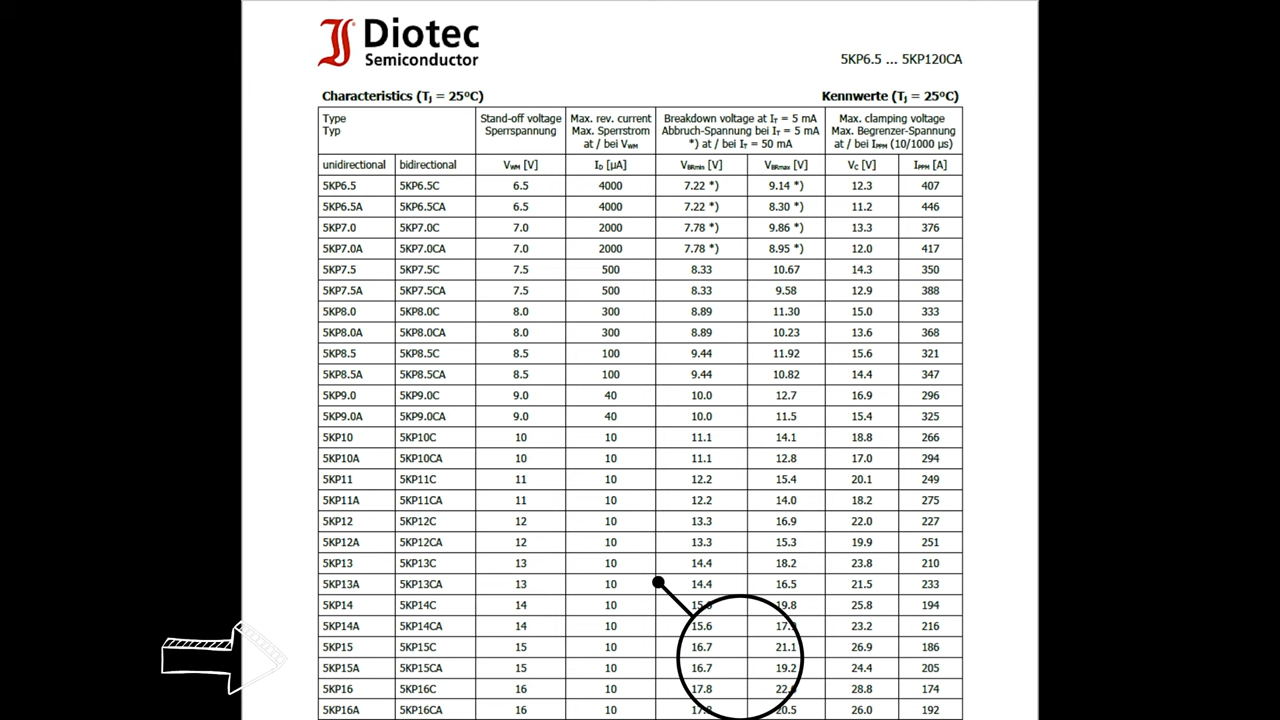 Diotec
Semiconductor
5KP6.5 ... 5KP120CA
Characteristics (TJ = 25°C) Kennwerte (TJ = 25°C)
Type Stand-off voltage Max. rev. current Breakdown voltage at IT = 5 mA Max. clamping voltage
Typ Sperrspannung Max. Sperrstrom Abbruch-Spannung bei IT = 5 mA Max. Begrenzer-Spannung
at / bei VWM *) at / bei IT = 50 mA at / bei IPPM (10/1000 µs)
unidirectional bidirectional VWM [V] ID [µA] VBRmin [V] VBRmax [V] VC [V] IPPM [A]
5KP6.5 5KP6.5C 6.5 4000 7.22 *) 9.14 *) 12.3 407
5KP6.5A 5KP6.5CA 6.5 4000 7.22 *) 8.30 *) 11.2 446
5KP7.0 5KP7.0C 7.0 2000 7.78 *) 9.86 *) 13.3 376
5KP7.0A 5KP7.0CA 7.0 2000 7.78 *) 8.95 *) 12.0 417
5KP7.5 5KP7.5C 7.5 500 8.33 10.67 14.3 350
5KP7.5A 5KP7.5CA 7.5 500 8.33 9.58 12.9 388
5KP8.0 5KP8.0C 8.0 300 8.89 11.30 15.0 333
5KP8.0A 5KP8.0CA 8.0 300 8.89 10.23 13.6 368
5KP8.5 5KP8.5C 8.5 100 9.44 11.92 15.6 321
5KP8.5A 5KP8.5CA 8.5 100 9.44 10.82 14.4 347
5KP9.0 5KP9.0C 9.0 40 10.0 12.7 16.9 296
5KP9.0A 5KP9.0CA 9.0 40 10.0 11.5 15.4 325
5KP10 5KP10C 10 10 11.1 14.1 18.8 266
5KP10A 5KP10CA 10 10 11.1 12.8 17.0 294
5KP11 5KP11C 11 10 12.2 15.4 20.1 249
5KP11A 5KP11CA 11 10 12.2 14.0 18.2 275
5KP12 5KP12C 12 10 13.3 16.9 22.0 227
5KP12A 5KP12CA 12 10 13.3 15.3 19.9 251
5KP13 5KP13C 13 10 14.4 18.2 23.8 210
5KP13A 5KP13CA 13 10 14.4 16.5 21.5 233
5KP14 5KP14C 14 10 19.8 25.8 194
5KP14A 5KP14CA 14 10 15.6 23.2 216
5KP15 5KP15C 15 10 16.7 21.1 26.9 186
5KP15A 5KP15CA 15 10 16.7 19.2 24.4 205
5KP16 5KP16C 16 10 17.8 28.8 174
5KP16A 5KP16CA 16 10 20.5 26.0 192